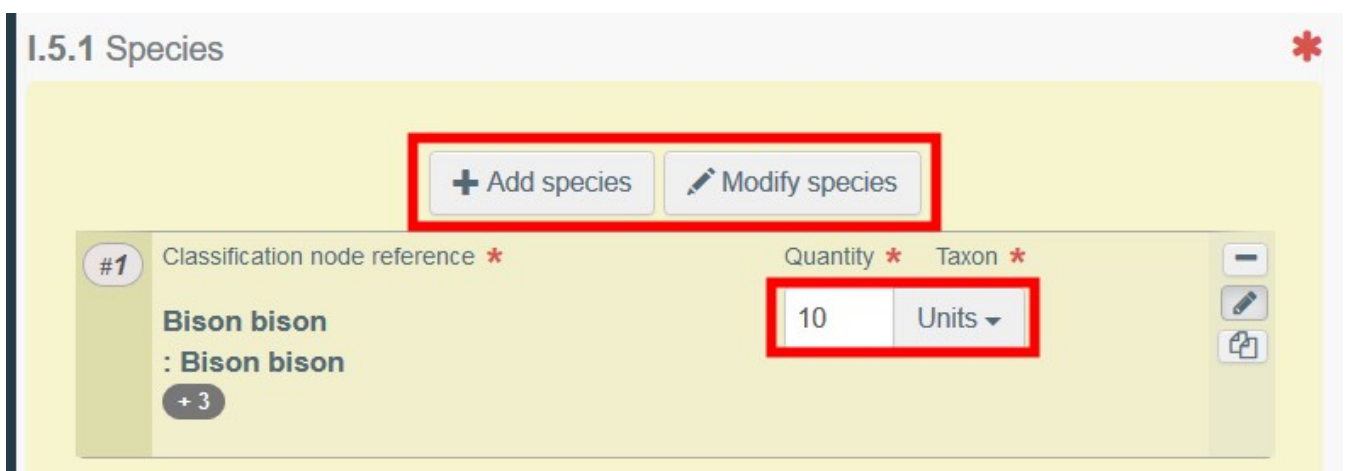 I.5.1 Species *
+ Add species Modify species
#1 Classification node reference * Quantity * Taxon *
10 Units
Bison bison
: Bison bison
+ 3